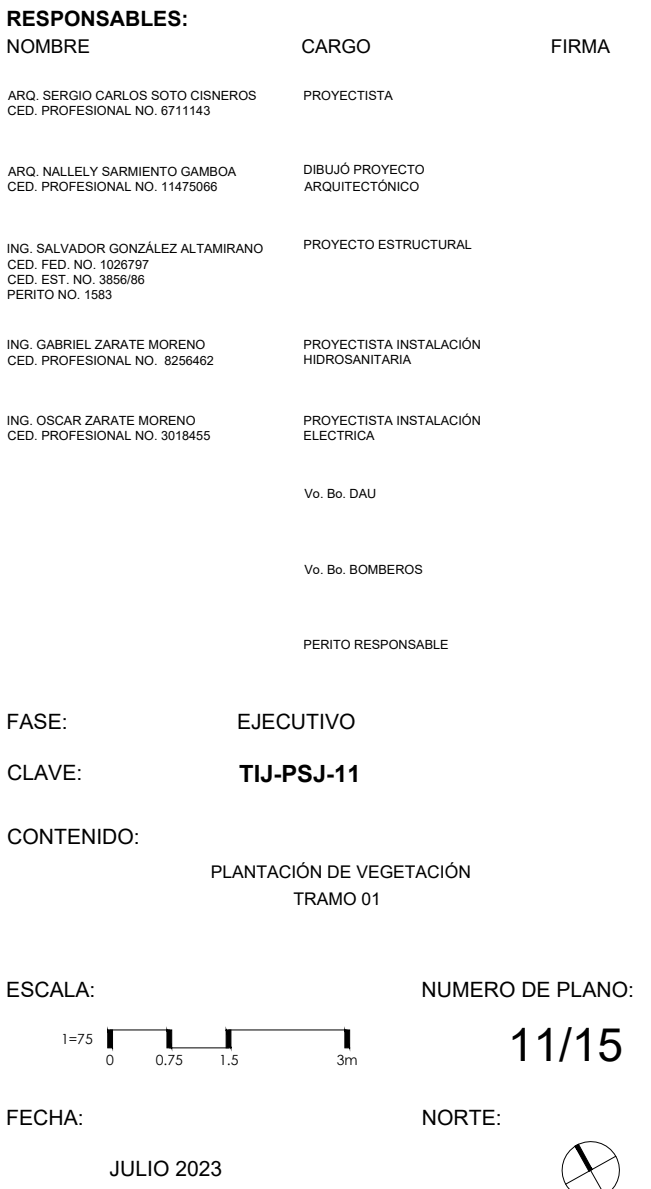 RESPONSABLES:
NOMBRE CARGO FIRMA
ARQ. SERGIO CARLOS SOTO CISNEROS PROYECTISTA
CED. PROFESIONAL NO. 6711143
ARQ. NALLELY SARMIENTO GAMBOA DIBUJÓ PROYECTO
CED. PROFESIONAL NO. 11475066 ARQUITECTÓNICO
ING. SALVADOR GONZÁLEZ ALTAMIRANO PROYECTO ESTRUCTURAL
CED. FED. NO. 1026797
CED. EST. NO. 3856/86
PERITO NO. 1583
ING. GABRIEL ZARATE MORENO PROYECTISTA INSTALACIÓN
CED. PROFESIONAL NO. 8256462 HIDROSANITARIA
ING. OSCAR ZARATE MORENO PROYECTISTA INSTALACIÓN
CED. PROFESIONAL NO. 3018455 ELECTRICA
Vo. Bo. DAU
Vo. Bo. BOMBEROS
PERITO RESPONSABLE
FASE: EJECUTIVO
CLAVE: TIJ-PSJ-11
CONTENIDO:
PLANTACIÓN DE VEGETACIÓN
TRAMO 01
ESCALA: NUMERO DE PLANO:
1=75 11/15
0 0.75 1.5 3m
FECHA: NORTE:
JULIO 2023